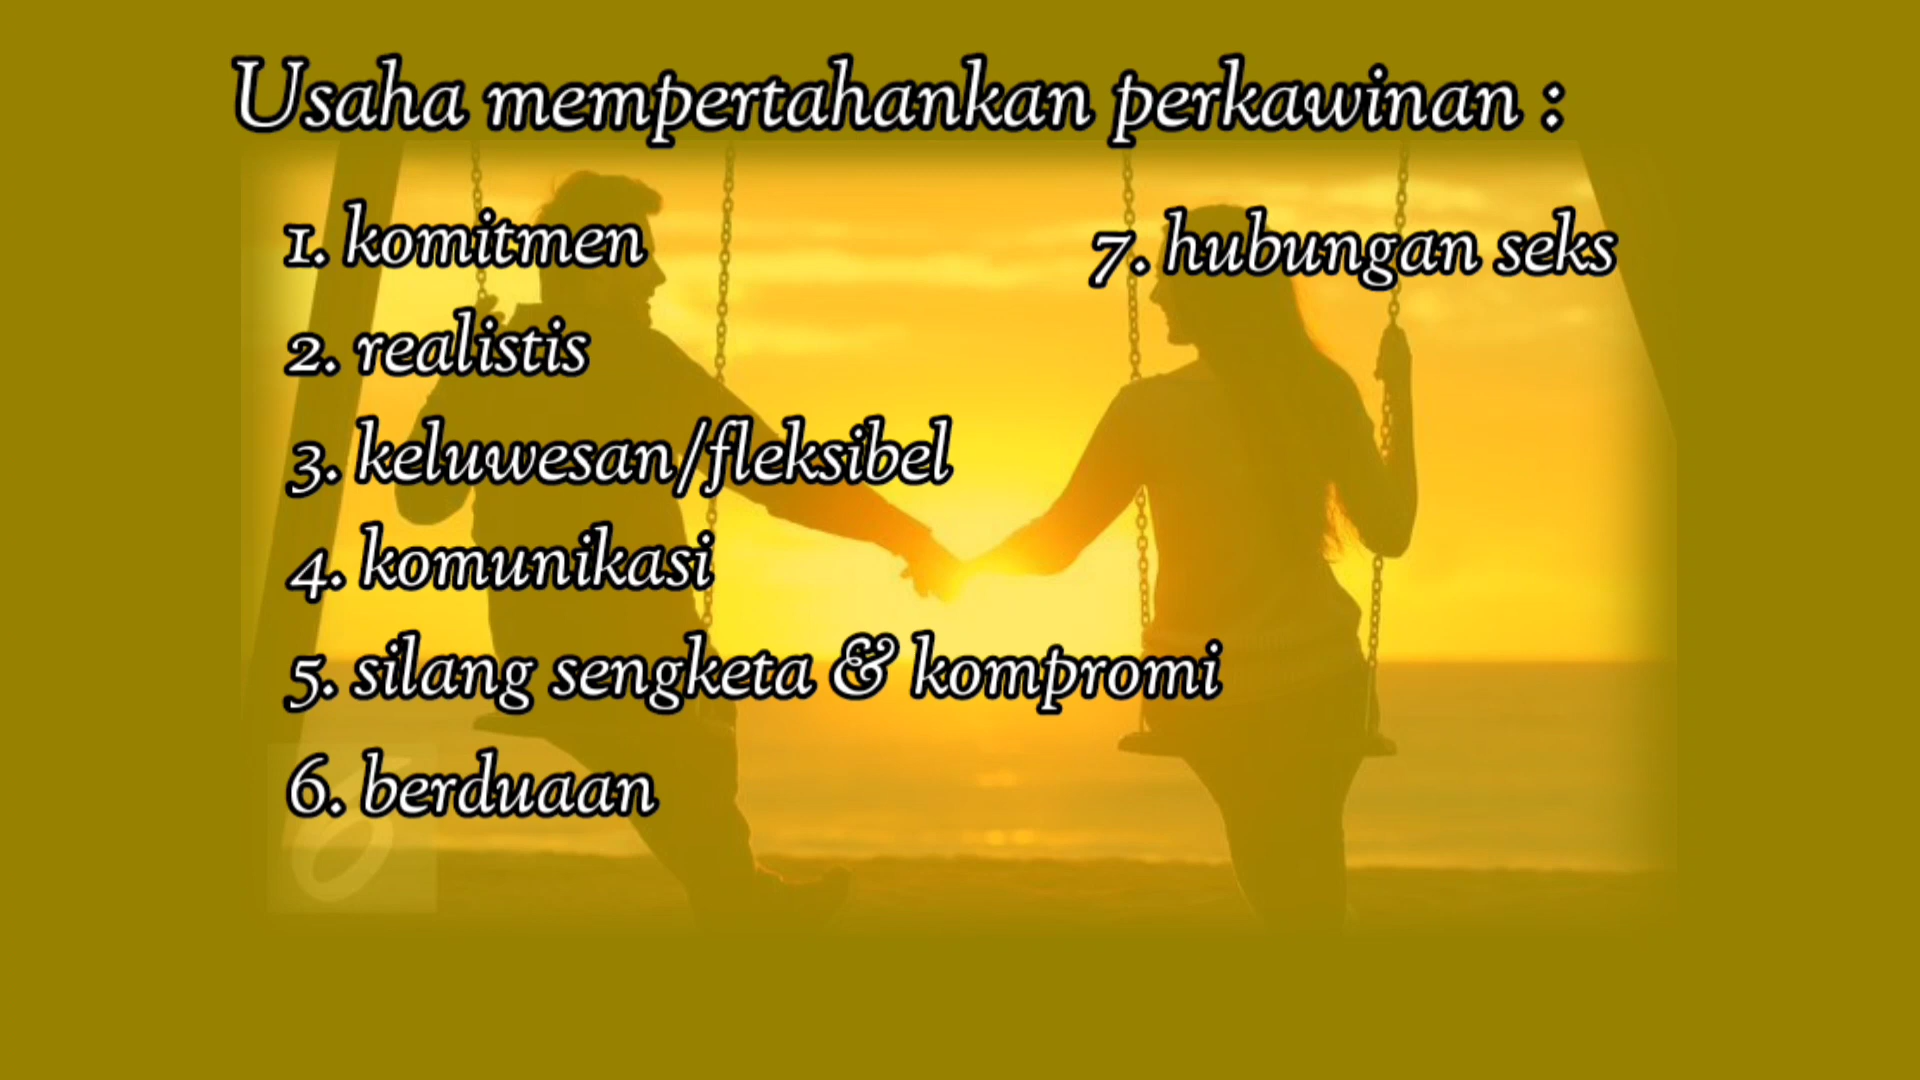 Usaha mempertahankan perkawinan :
1. komitmen
2. realistis
3. keluwesan/fleksibel
4. komunikasi
5. silang sengketa & kompromi
6. berduaan
7. hubungan seks
6